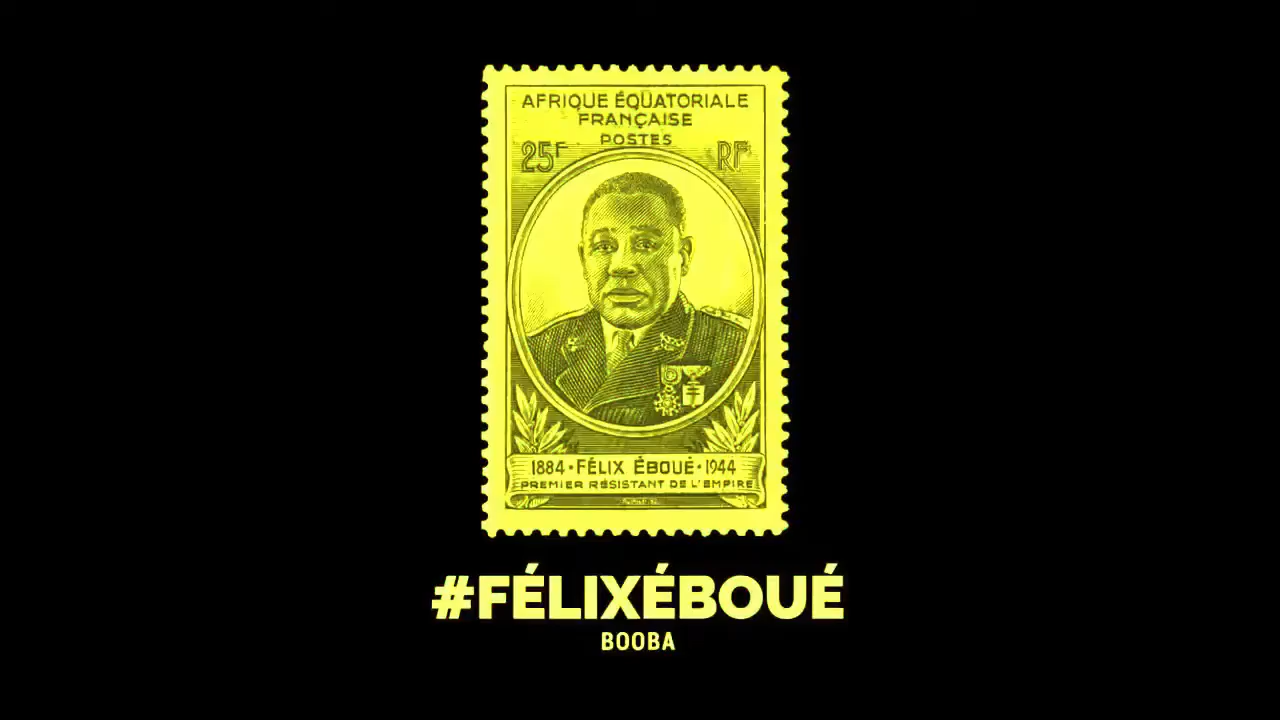 AFRIQUE ÉQUATORIALE
FRANÇAISE
POSTES
25F RF
1884 • FÉLIX ÉBOUÉ • 1944
PREMIER RÉSISTANT DE L'EMPIRE
#FÉLIXÉBOUÉ
BOOBA